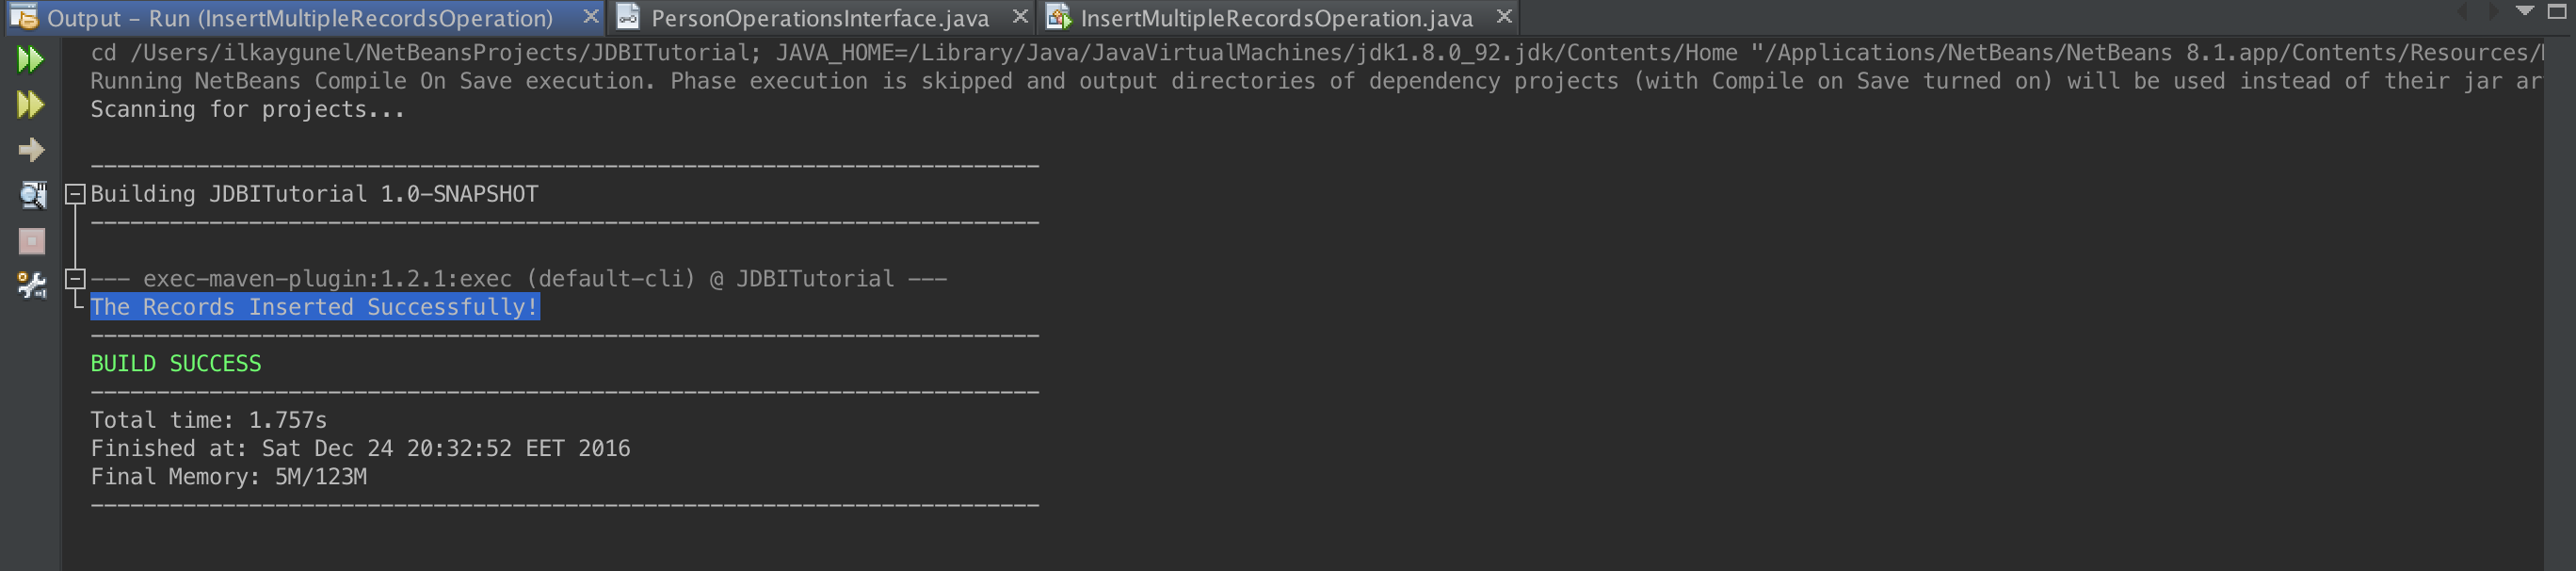 Output - Run (InsertMultipleRecordsOperation) PersonOperationsInterface.java InsertMultipleRecordsOperation.java
cd /Users/ilkaygunel/NetBeansProjects/JDBITutorial; JAVA_HOME=/Library/Java/JavaVirtualMachines/jdk1.8.0_92.jdk/Contents/Home "/Applications/NetBeans/NetBeans 8.1.app/Contents/Resources/
Running NetBeans Compile On Save execution. Phase execution is skipped and output directories of dependency projects (with Compile on Save turned on) will be used instead of their jar ar
Scanning for projects...
------------------------------------------------------------------------
Building JDBITutorial 1.0-SNAPSHOT
------------------------------------------------------------------------
--- exec-maven-plugin:1.2.1:exec (default-cli) @ JDBITutorial ---
The Records Inserted Successfully!
------------------------------------------------------------------------
BUILD SUCCESS
------------------------------------------------------------------------
Total time: 1.757s
Finished at: Sat Dec 24 20:32:52 EET 2016
Final Memory: 5M/123M
------------------------------------------------------------------------